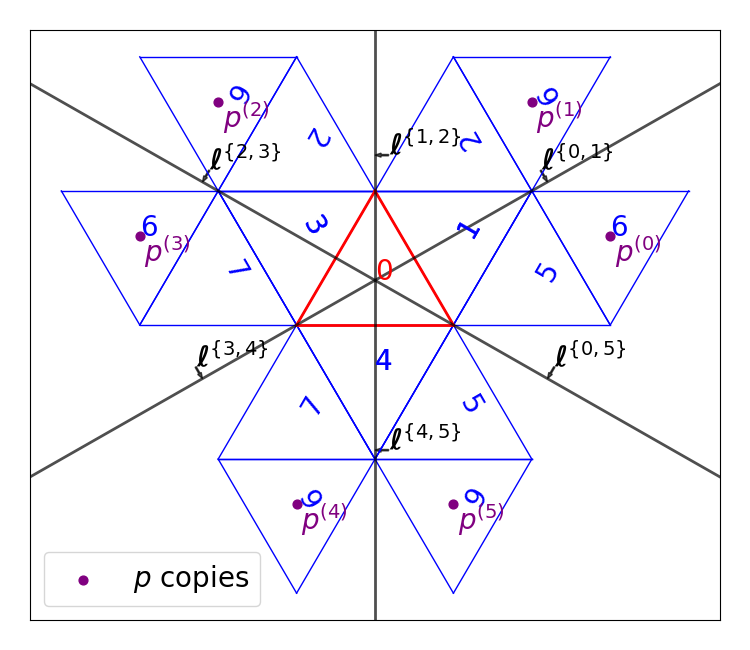 6
p^{(2)}
6
p^{(1)}
2
2
ℓ^{\{1,2\}}
ℓ^{\{2,3\}}
ℓ^{\{0,1\}}
3
1
6
p^{(3)}
6
p^{(0)}
7
0
5
ℓ^{\{3,4\}}
4
ℓ^{\{0,5\}}
7
5
ℓ^{\{4,5\}}
6
p^{(4)}
6
p^{(5)}
p copies